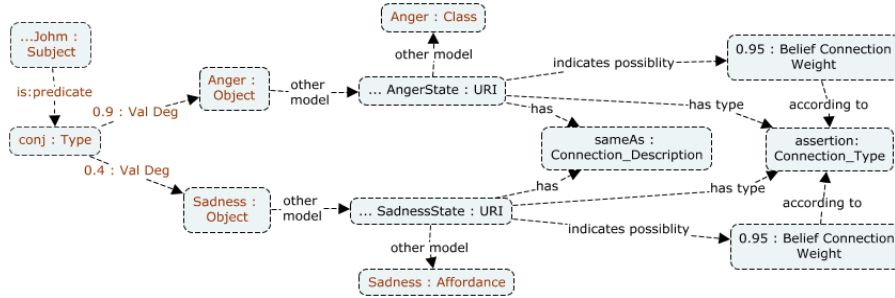 Anger : Class
...Johm :
Subject
other model
indicates possiblity
0.95 : Belief Connection
Weight
is:predicate
Anger :
Object
other
model
... AngerState : URI
0.9 : Val Deg
has
has type
according to
conj : Type
sameAs :
Connection_Description
assertion:
Connection_Type
0.4 : Val Deg
Sadness :
Object
other
model
has
has type
... SadnessState : URI
according to
indicates possiblity
0.95 : Belief Connection
Weight
other model
Sadness : Affordance